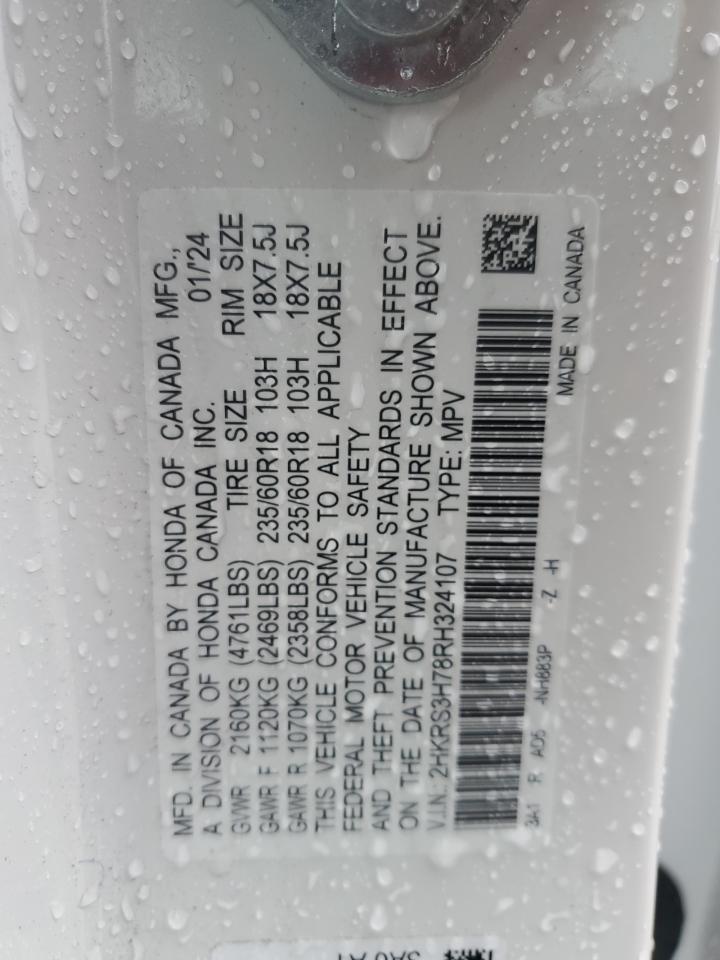 MFD. IN CANADA BY HONDA OF CANADA MFG.,
A DIVISION OF HONDA CANADA INC. 01/'24
GVWR 2160KG (4761LBS) TIRE SIZE RIM SIZE
GAWR F 1120KG (2469LBS) 235/60R18 103H 18X7.5J
GAWR R 1070KG (2358LBS) 235/60R18 103H 18X7.5J
THIS VEHICLE CONFORMS TO ALL APPLICABLE
FEDERAL MOTOR VEHICLE SAFETY
AND THEFT PREVENTION STANDARDS IN EFFECT
ON THE DATE OF MANUFACTURE SHOWN ABOVE.
V.I.N.: 2HKRS3H78RH324107 TYPE: MPV
3A1 R AD5 -NH883P -Z -H
MADE IN CANADA